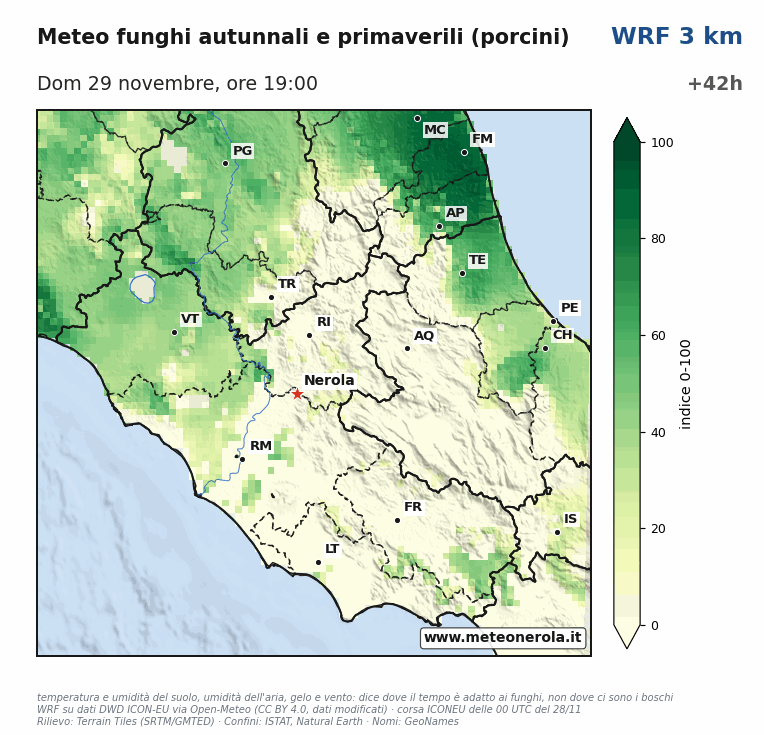 Meteo funghi autunnali e primaverili (porcini)
WRF 3 km
Dom 29 novembre, ore 19:00
+42h
MC
FM
PG
AP
TE
TR
PE
VT
RI
AQ
CH
Nerola
RM
FR
IS
LT
www.meteonerola.it
100
80
60
40
20
0
indice 0-100
temperatura e umidità del suolo, umidità dell'aria, gelo e vento: dice dove il tempo è adatto ai funghi, non dove ci sono i boschi
WRF su dati DWD ICON-EU via Open-Meteo (CC BY 4.0, dati modificati) · corsa ICONEU delle 00 UTC del 28/11
Rilievo: Terrain Tiles (SRTM/GMTED) · Confini: ISTAT, Natural Earth · Nomi: GeoNames